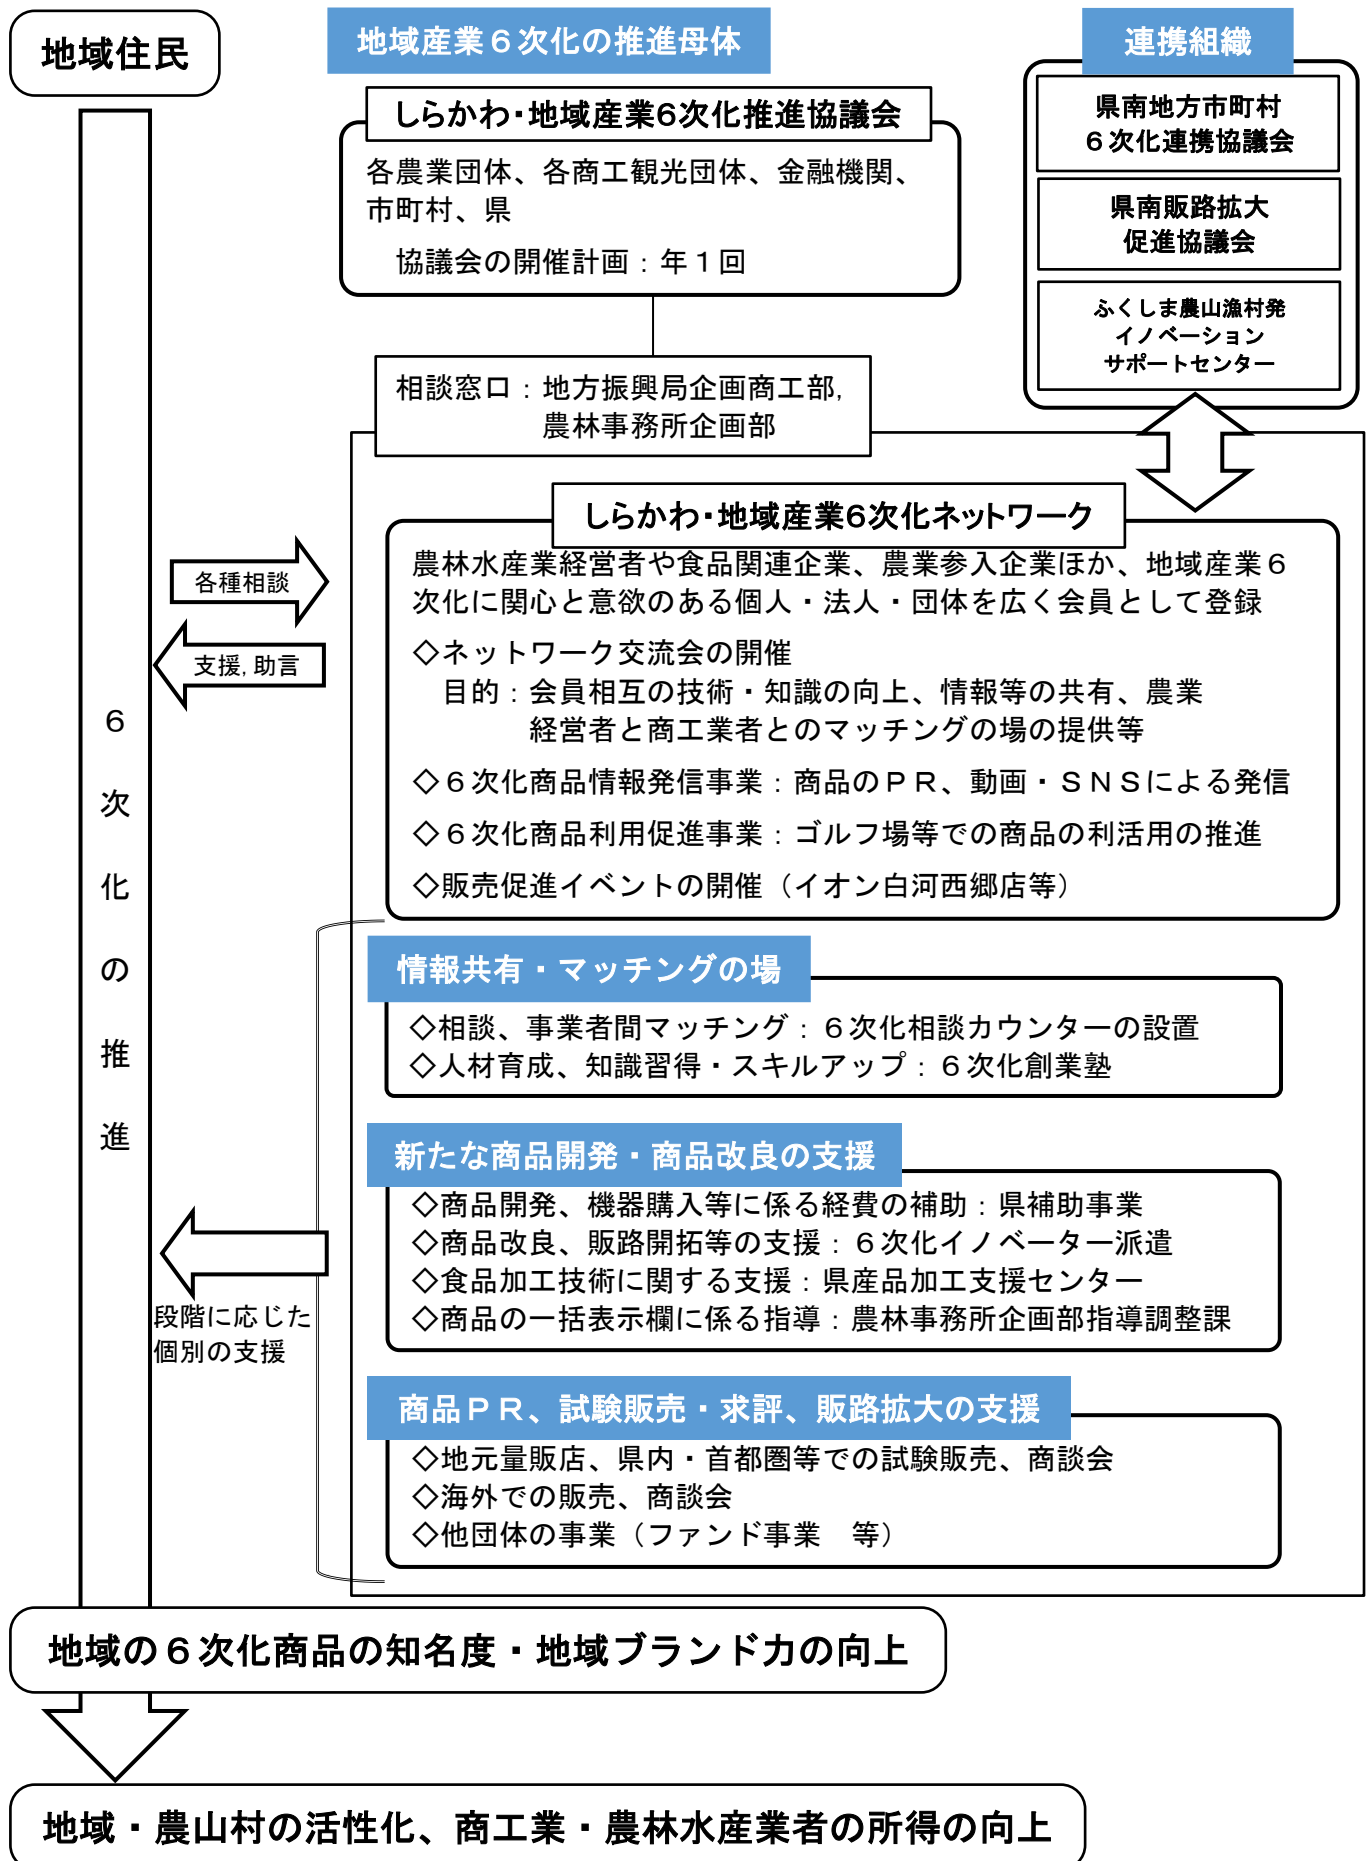 地域住民
地域産業６次化の推進母体
連携組織
しらかわ・地域産業6次化推進協議会
各農業団体、各商工観光団体、金融機関、
市町村、県
協議会の開催計画：年１回
県南地方市町村
６次化連携協議会
県南販路拡大
促進協議会
ふくしま農山漁村発
イノベーション
サポートセンター
相談窓口：地方振興局企画商工部,
農林事務所企画部
しらかわ・地域産業6次化ネットワーク
農林水産業経営者や食品関連企業、農業参入企業ほか、地域産業６
次化に関心と意欲のある個人・法人・団体を広く会員として登録
◇ネットワーク交流会の開催
目的：会員相互の技術・知識の向上、情報等の共有、農業
経営者と商工業者とのマッチングの場の提供等
◇６次化商品情報発信事業：商品のＰＲ、動画・ＳＮＳによる発信
◇６次化商品利用促進事業：ゴルフ場等での商品の利活用の推進
◇販売促進イベントの開催（イオン白河西郷店等）
各種相談
支援,助言
６次化の推進
情報共有・マッチングの場
◇相談、事業者間マッチング：６次化相談カウンターの設置
◇人材育成、知識習得・スキルアップ：６次化創業塾
新たな商品開発・商品改良の支援
◇商品開発、機器購入等に係る経費の補助：県補助事業
◇商品改良、販路開拓等の支援：６次化イノベーター派遣
◇食品加工技術に関する支援：県産品加工支援センター
◇商品の一括表示欄に係る指導：農林事務所企画部指導調整課
段階に応じた
個別の支援
商品ＰＲ、試験販売・求評、販路拡大の支援
◇地元量販店、県内・首都圏等での試験販売、商談会
◇海外での販売、商談会
◇他団体の事業（ファンド事業　等）
地域の６次化商品の知名度・地域ブランド力の向上
地域・農山村の活性化、商工業・農林水産業者の所得の向上